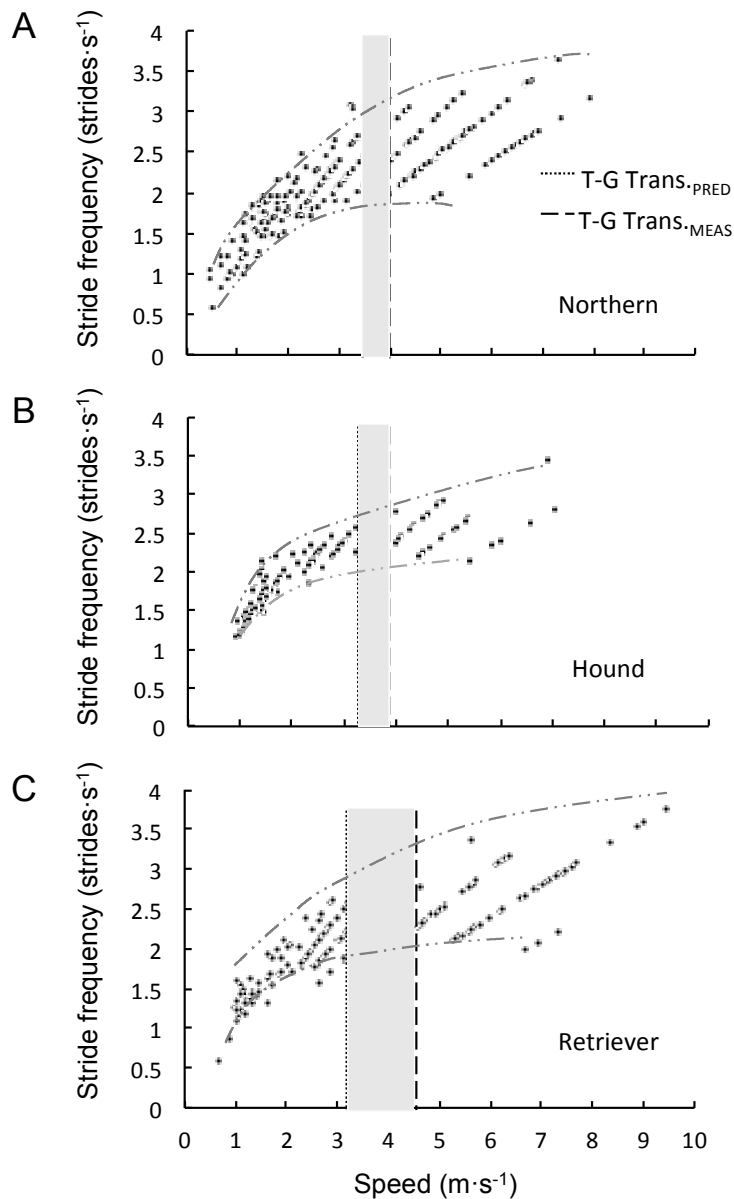 A
Stride frequency (strides·s-1)
4
3.5
3
2.5
2
1.5
1
0.5
0
T-G Trans.PRED
T-G Trans.MEAS
Northern
B
Stride frequency (strides·s-1)
4
3.5
3
2.5
2
1.5
1
0.5
0
Hound
C
Stride frequency (strides·s-1)
4
3.5
3
2.5
2
1.5
1
0.5
0
Retriever
0 1 2 3 4 5 6 7 8 9 10
Speed (m·s-1)